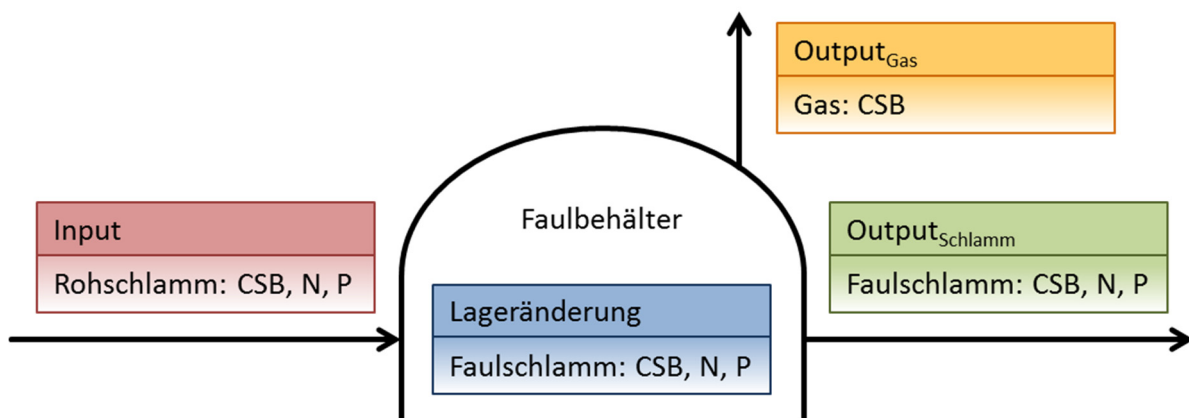 Output_Gas
Gas: CSB
Input
Rohschlamm: CSB, N, P
Faulbehälter
Lageränderung
Faulschlamm: CSB, N, P
Output_Schlamm
Faulschlamm: CSB, N, P